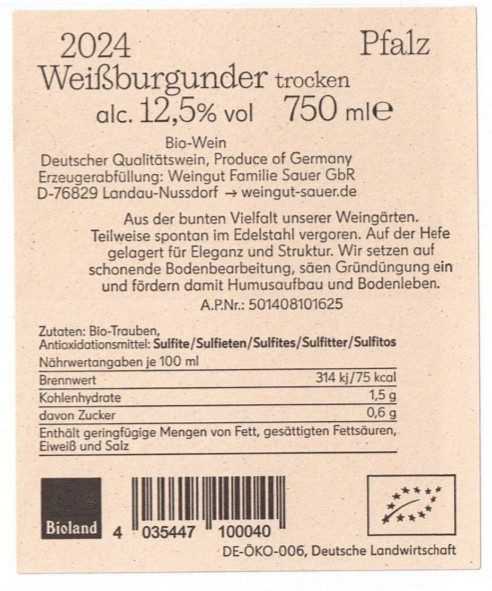 2024 Pfalz
Weißburgunder trocken
alc. 12,5% vol 750 ml℮
Bio-Wein
Deutscher Qualitätswein, Produce of Germany
Erzeugerabfüllung: Weingut Familie Sauer GbR
D-76829 Landau-Nussdorf → weingut-sauer.de
Aus der bunten Vielfalt unserer Weingärten.
Teilweise spontan im Edelstahl vergoren. Auf der Hefe
gelagert für Eleganz und Struktur. Wir setzen auf
schonende Bodenbearbeitung, säen Gründüngung ein
und fördern damit Humusaufbau und Bodenleben.
A.P.Nr.: 501408101625
Zutaten: Bio-Trauben,
Antioxidationsmittel: Sulfite/Sulfieten/Sulfites/Sulfitter/Sulfitos
Nährwertangaben je 100 ml
Brennwert 314 kj/75 kcal
Kohlenhydrate 1,5 g
davon Zucker 0,6 g
Enthält geringfügige Mengen von Fett, gesättigten Fettsäuren,
Eiweiß und Salz
Bioland
4 035447 100040
DE-ÖKO-006, Deutsche Landwirtschaft